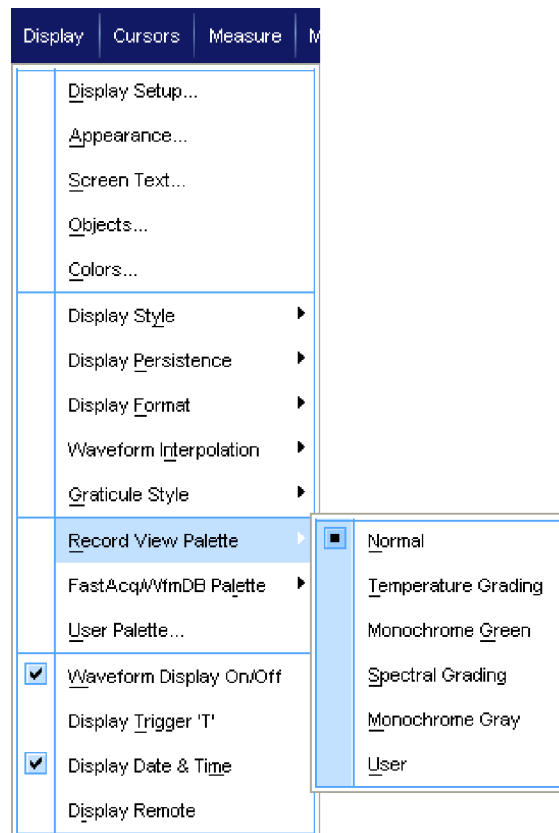 Display Cursors Measure M
Display Setup...
Appearance...
Screen Text...
Objects...
Colors...
Display Style
Display Persistence
Display Format
Waveform Interpolation
Graticule Style
Record View Palette
FastAcq/WfmDB Palette
User Palette...
Waveform Display On/Off
Display Trigger 'T'
Display Date & Time
Display Remote
Normal
Temperature Grading
Monochrome Green
Spectral Grading
Monochrome Gray
User